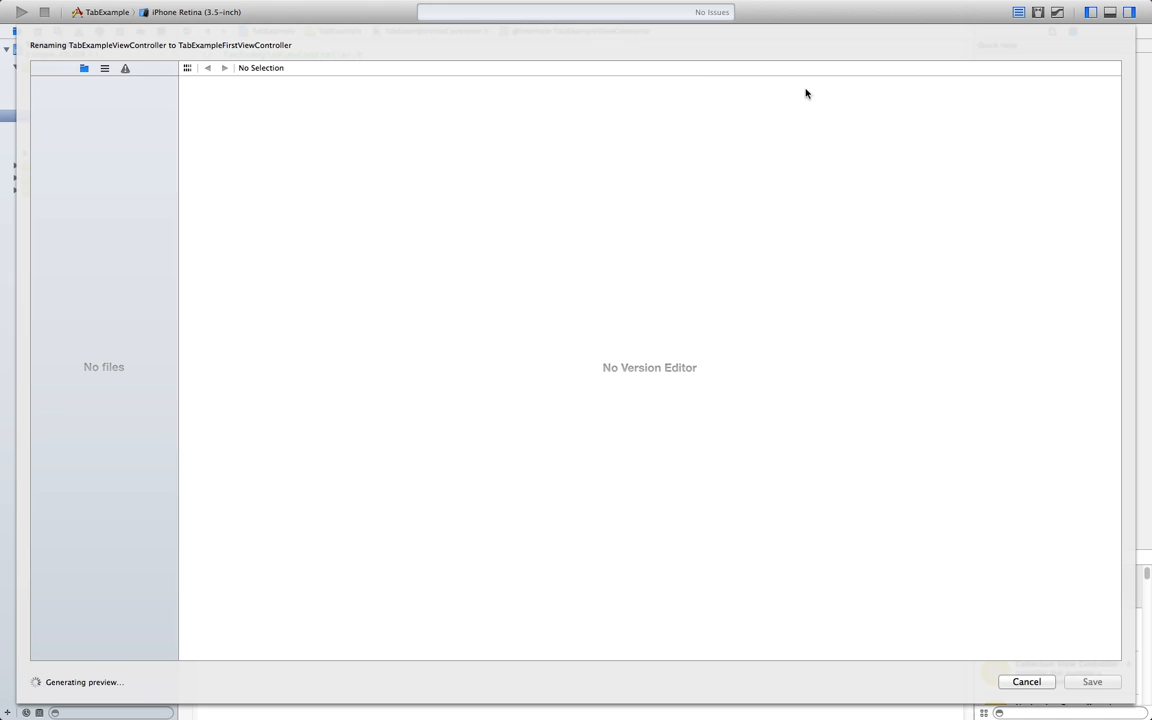 TabExample
iPhone Retina (3.5-inch)
No Issues
Renaming TabExampleViewController to TabExampleFirstViewController
No Selection
No files
No Version Editor
Generating preview...
Cancel
Save